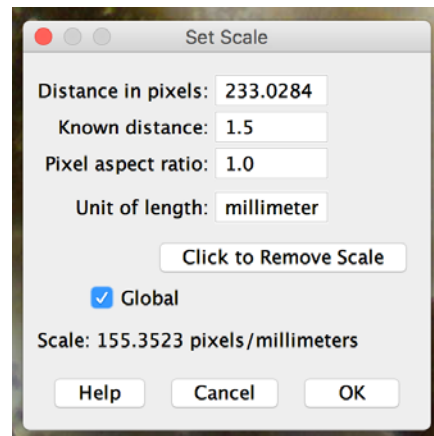 Set Scale
Distance in pixels: 233.0284
Known distance: 1.5
Pixel aspect ratio: 1.0
Unit of length: millimeter
Click to Remove Scale
Global
Scale: 155.3523 pixels/millimeters
Help Cancel OK